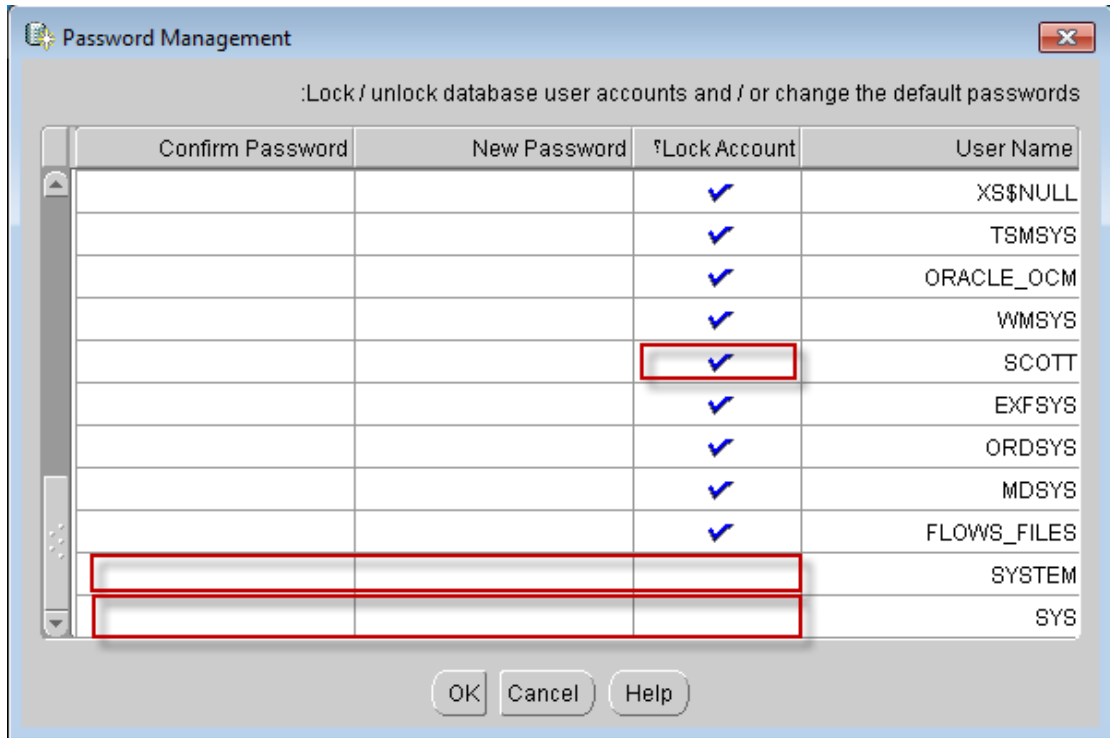 Password Management
:Lock / unlock database user accounts and / or change the default passwords
Confirm Password New Password ؟Lock Account User Name
XS$NULL
TSMSYS
ORACLE_OCM
WMSYS
SCOTT
EXFSYS
ORDSYS
MDSYS
FLOWS_FILES
SYSTEM
SYS
OK Cancel Help